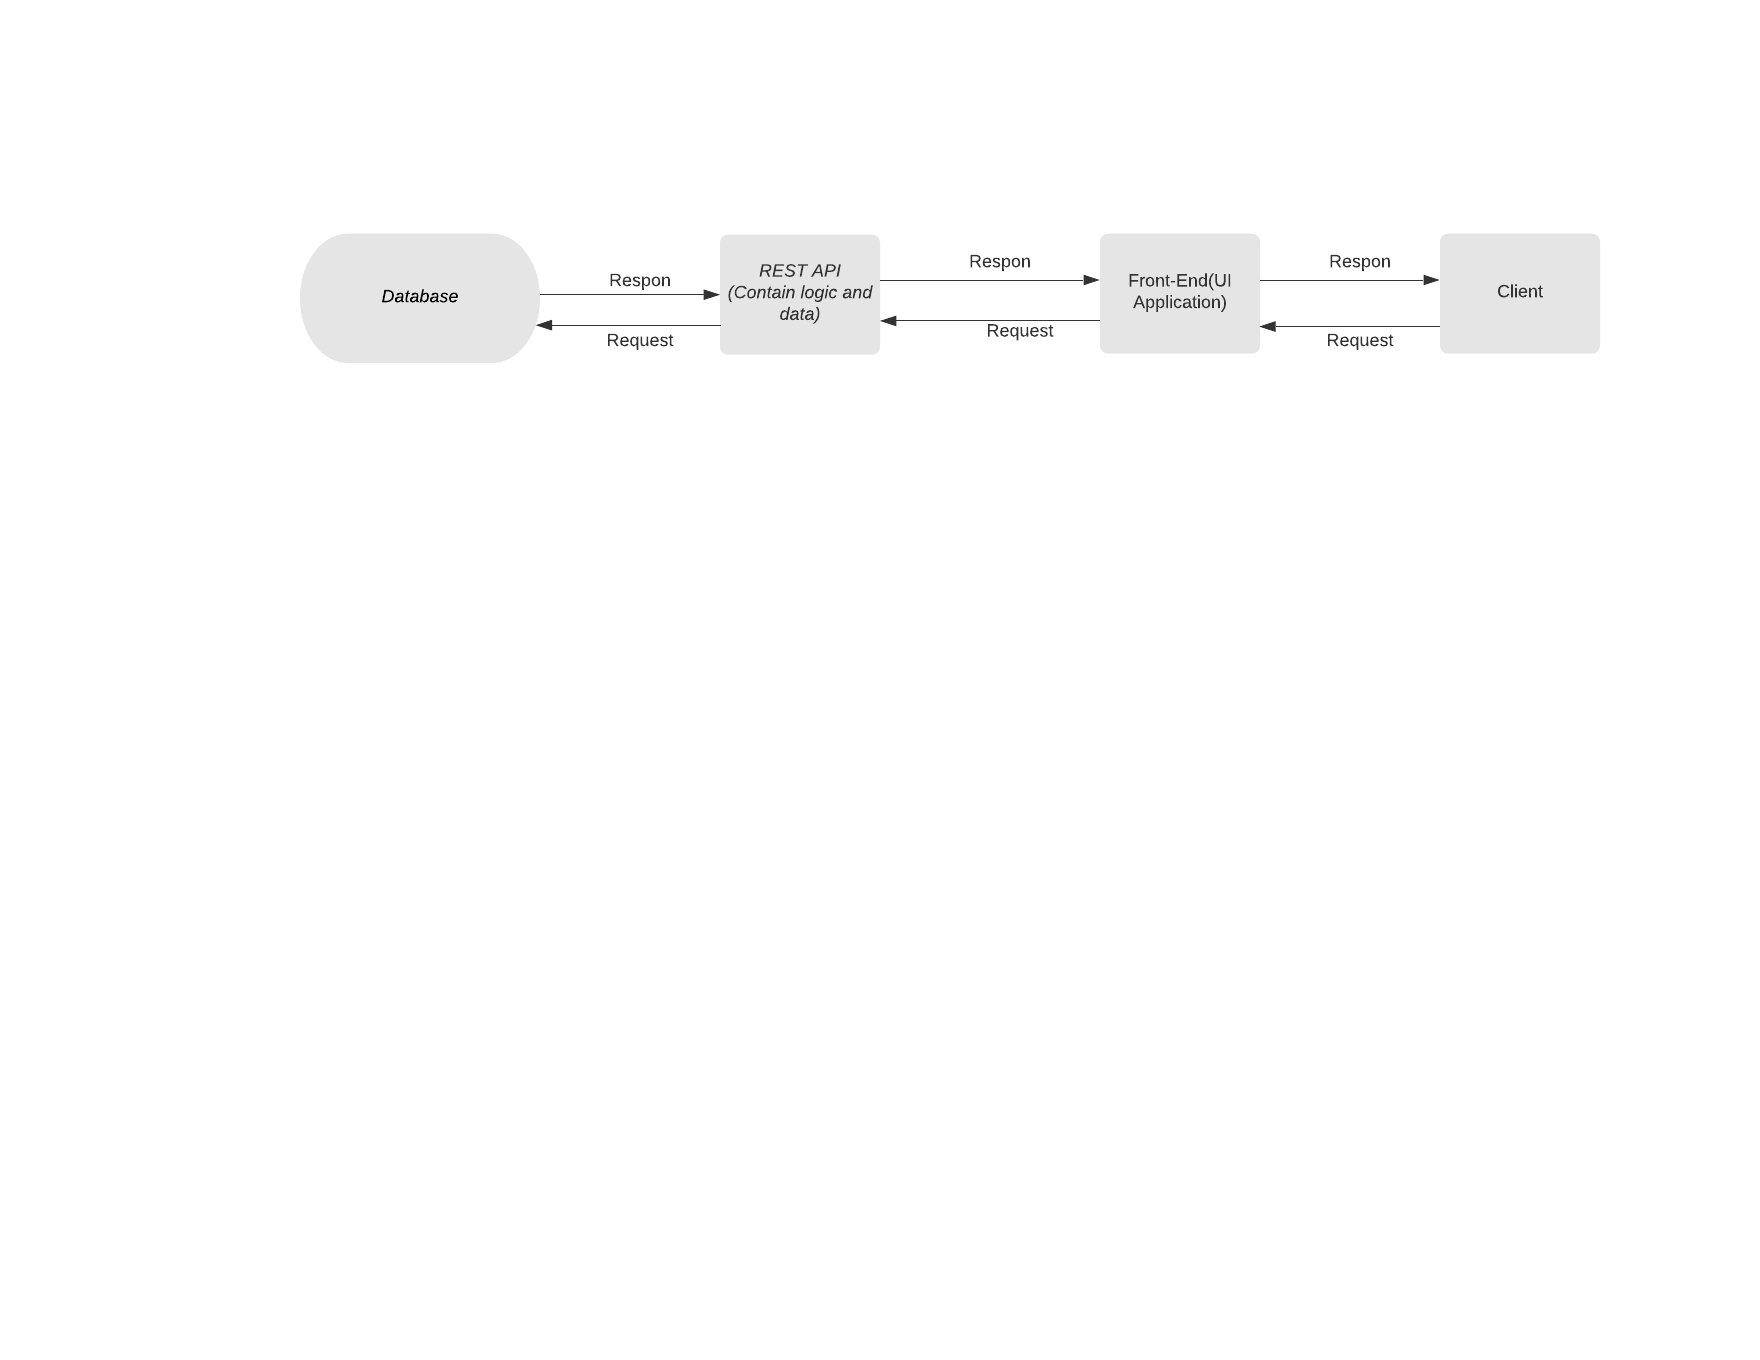 Database
Respon
Request
REST API
(Contain logic and
data)
Respon
Request
Front-End(UI
Application)
Respon
Request
Client